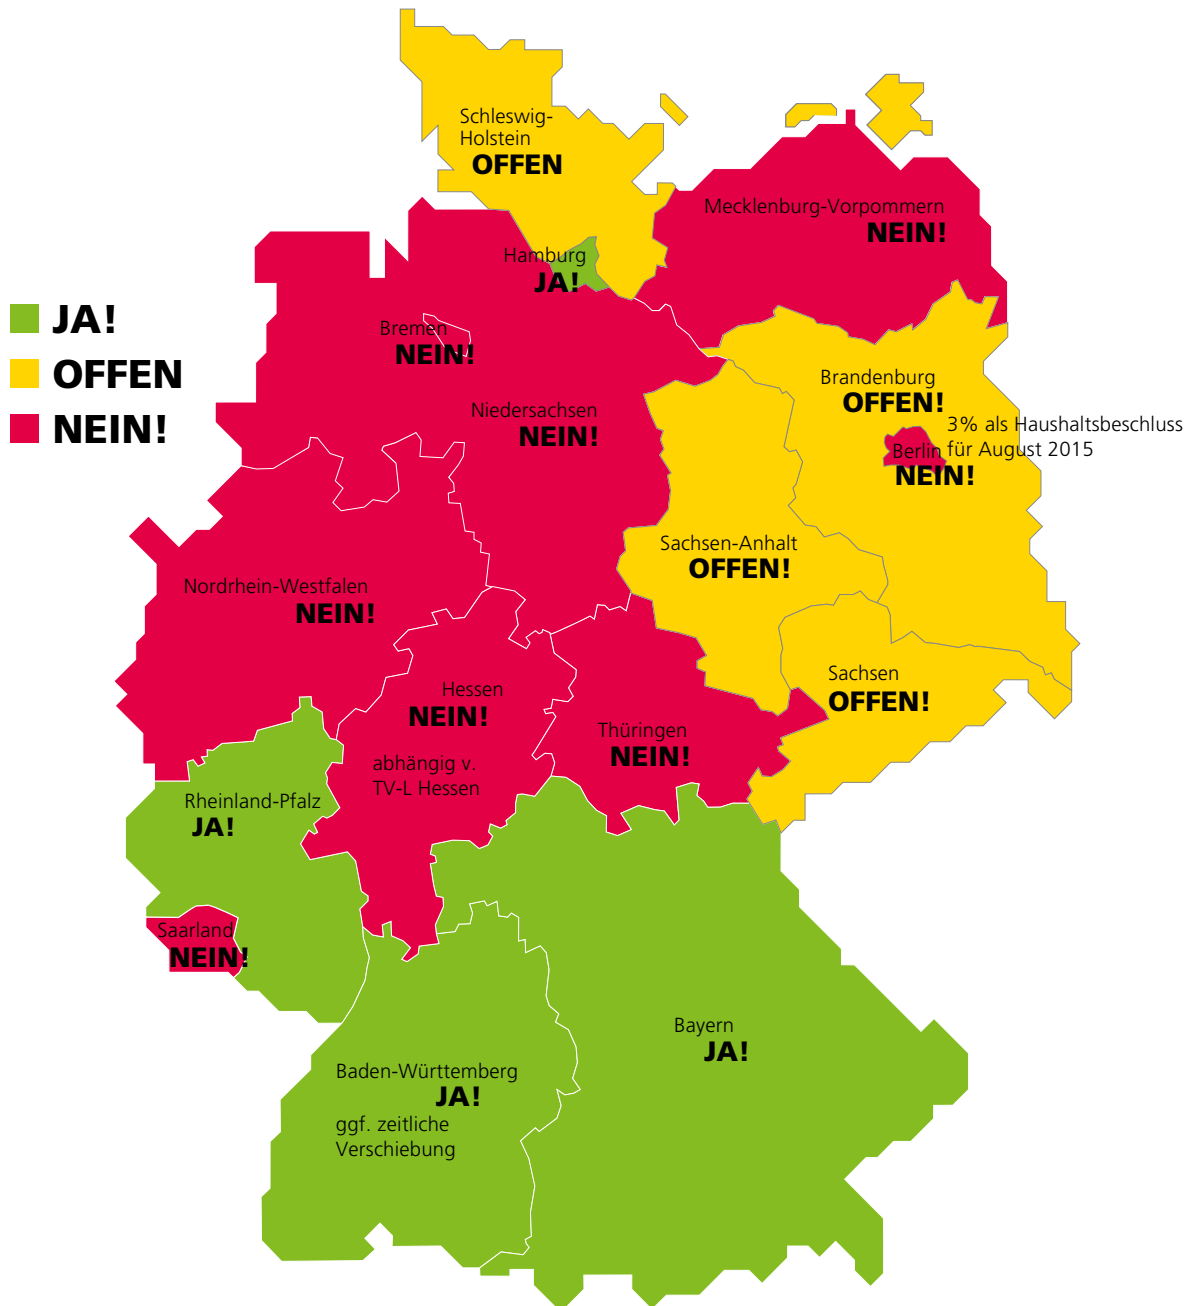 Schleswig-
Holstein
OFFEN
Mecklenburg-Vorpommern
NEIN!
Hamburg
JA!
JA!
OFFEN
NEIN!
Bremen
NEIN!
Niedersachsen
NEIN!
Brandenburg
OFFEN!
3% als Haushaltsbeschluss
für August 2015
Berlin
NEIN!
Sachsen-Anhalt
OFFEN!
Nordrhein-Westfalen
NEIN!
Hessen
NEIN!
abhängig v.
TV-L Hessen
Thüringen
NEIN!
Sachsen
OFFEN!
Rheinland-Pfalz
JA!
Saarland
NEIN!
Bayern
JA!
Baden-Württemberg
JA!
ggf. zeitliche
Verschiebung